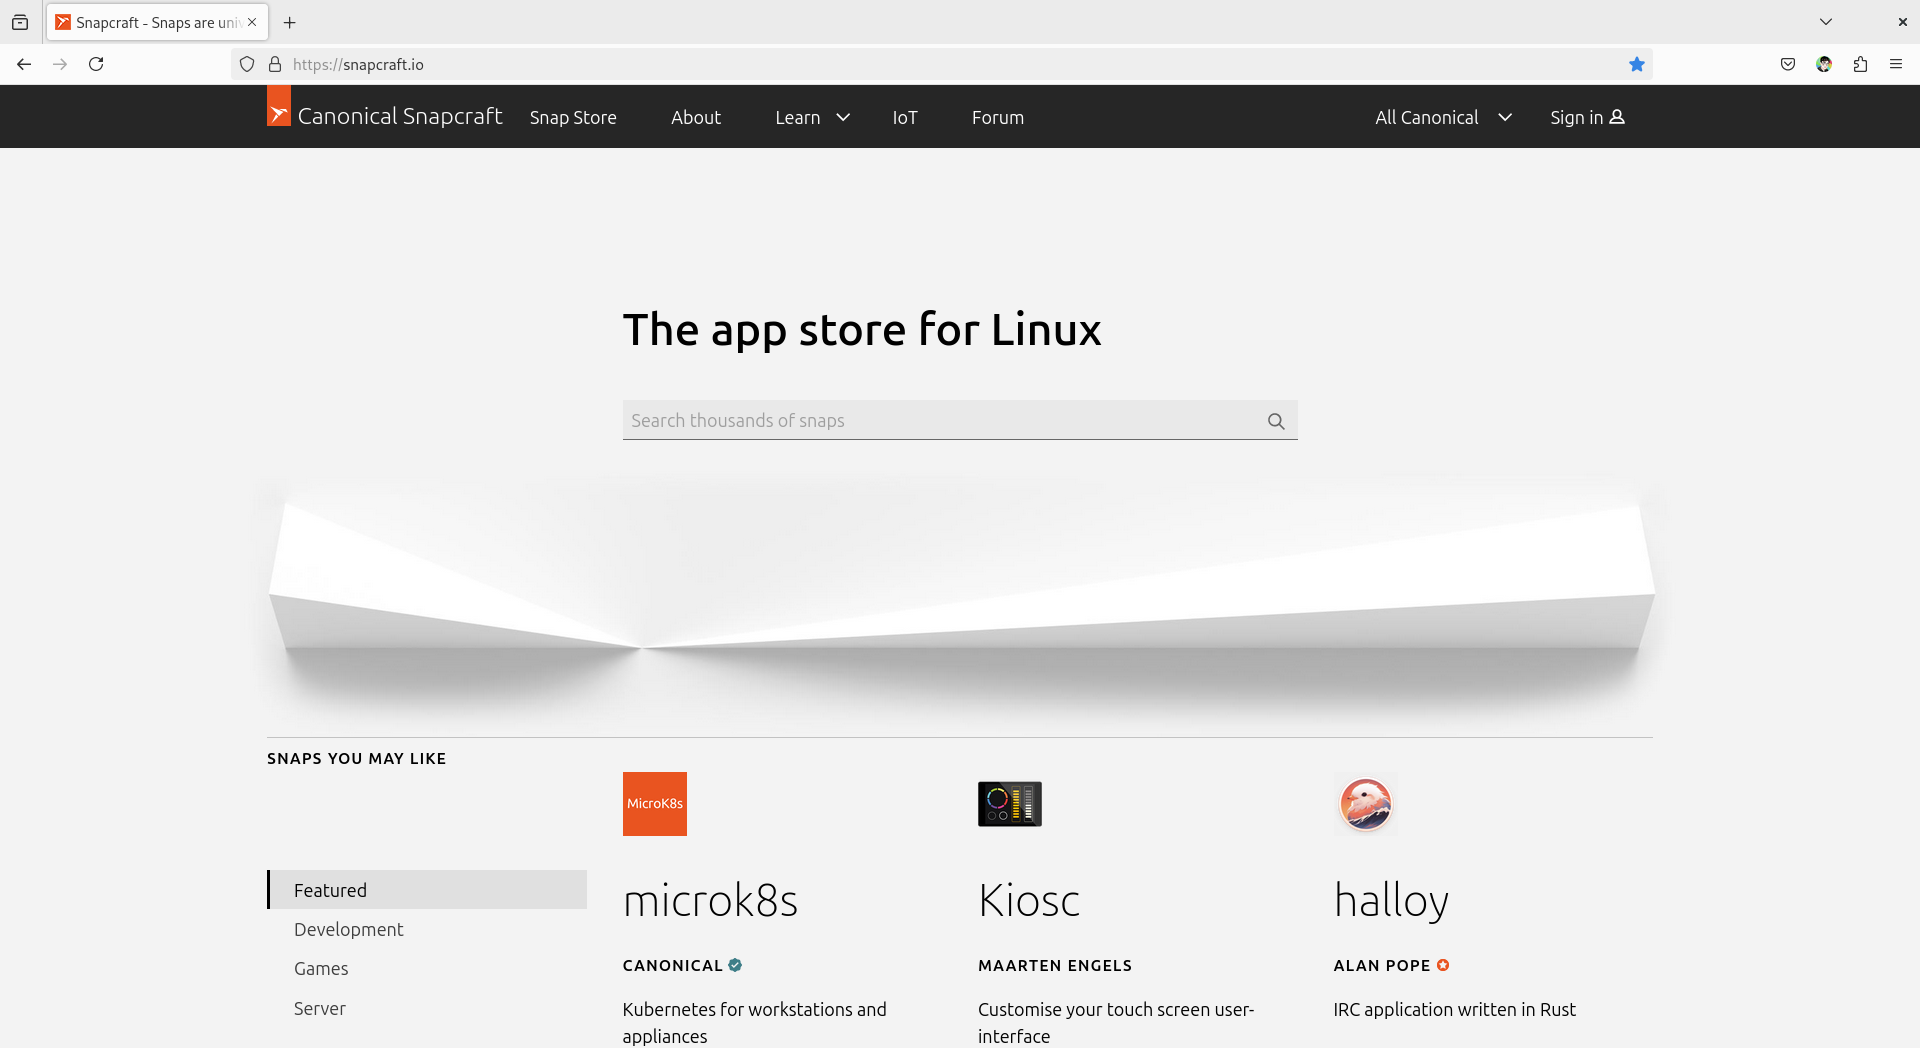 Snapcraft - Snaps are univ
https://snapcraft.io
Canonical Snapcraft
Snap Store
About
Learn
IoT
Forum
All Canonical
Sign in
The app store for Linux
Search thousands of snaps
SNAPS YOU MAY LIKE
Featured
Development
Games
Server
MicroK8s
microk8s
CANONICAL
Kubernetes for workstations and
appliances
Kiosc
MAARTEN ENGELS
Customise your touch screen user-
interface
halloy
ALAN POPE
IRC application written in Rust